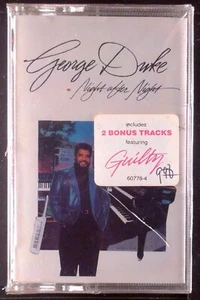 George Duke
Night after Night
includes
2 BONUS TRACKS
featuring
Guilty
60778-4